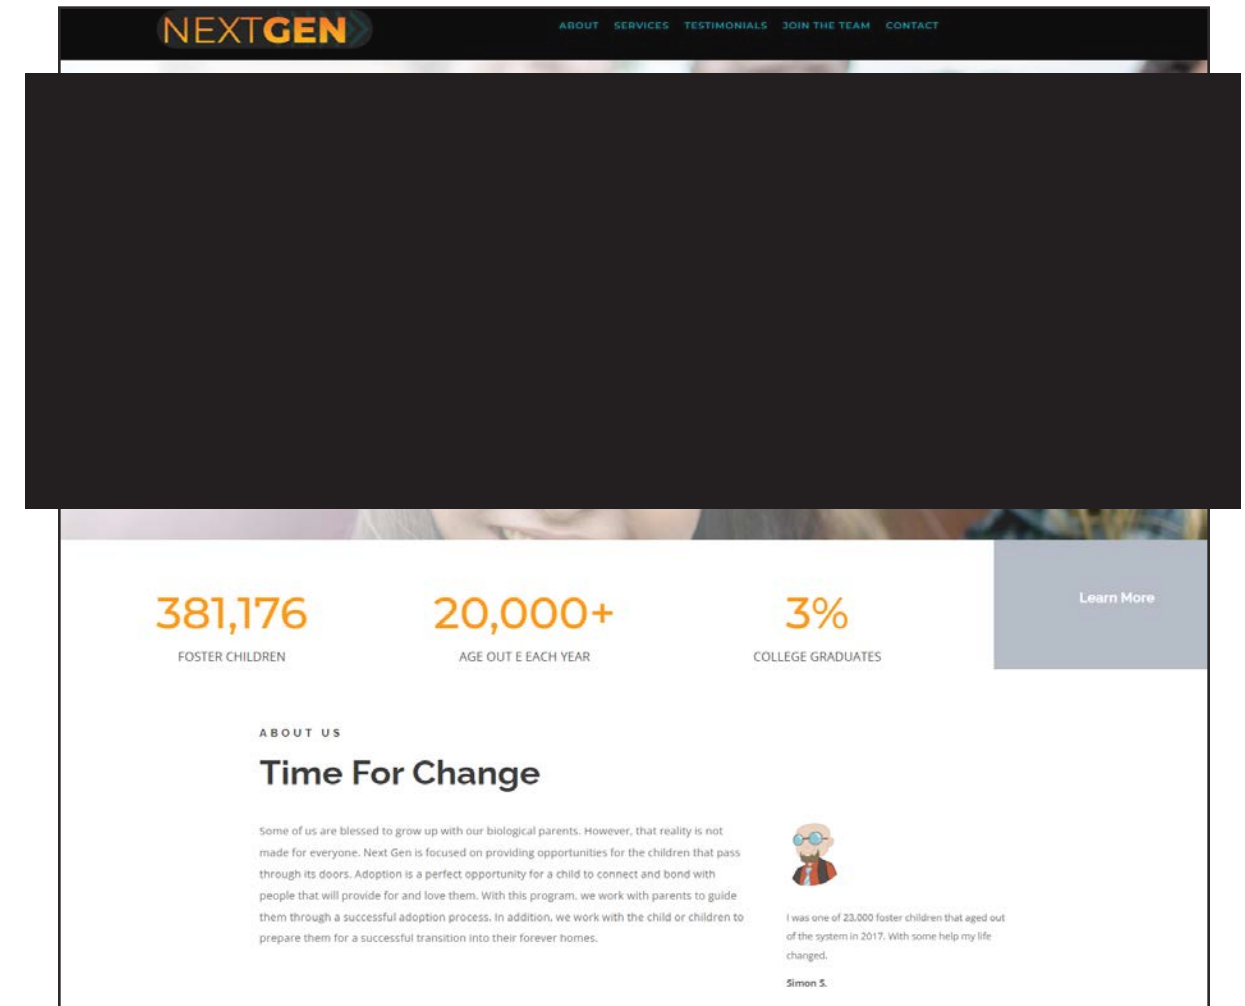 NEXTGEN
ABOUT SERVICES TESTIMONIALS JOIN THE TEAM CONTACT
381,176
FOSTER CHILDREN
20,000+
AGE OUT E EACH YEAR
3%
COLLEGE GRADUATES
Learn More
ABOUT US
Time For Change
Some of us are blessed to grow up with our biological parents. However, that reality is not
made for everyone. Next Gen is focused on providing opportunities for the children that pass
through its doors. Adoption is a perfect opportunity for a child to connect and bond with
people that will provide for and love them. With this program, we work with parents to guide
them through a successful adoption process. In addition, we work with the child or children to
prepare them for a successful transition into their forever homes.
I was one of 23,000 foster children that aged out
of the system in 2017. With some help my life
changed.
Simon S.